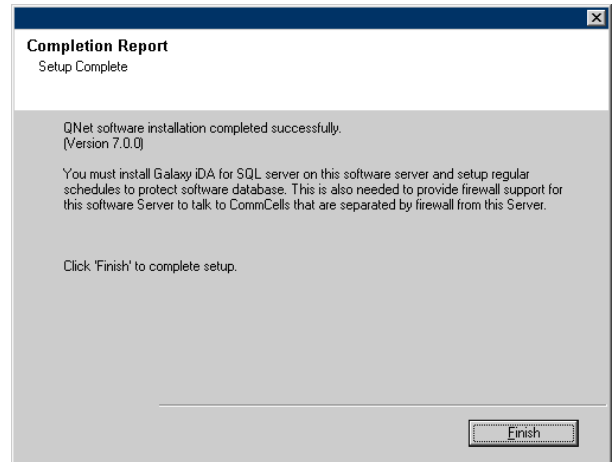 Completion Report
Setup Complete
QNet software installation completed successfully.
(Version 7.0.0)
You must install Galaxy iDA for SQL server on this software server and setup regular
schedules to protect software database. This is also needed to provide firewall support for
this software Server to talk to CommCells that are separated by firewall from this Server.
Click 'Finish' to complete setup.
Finish